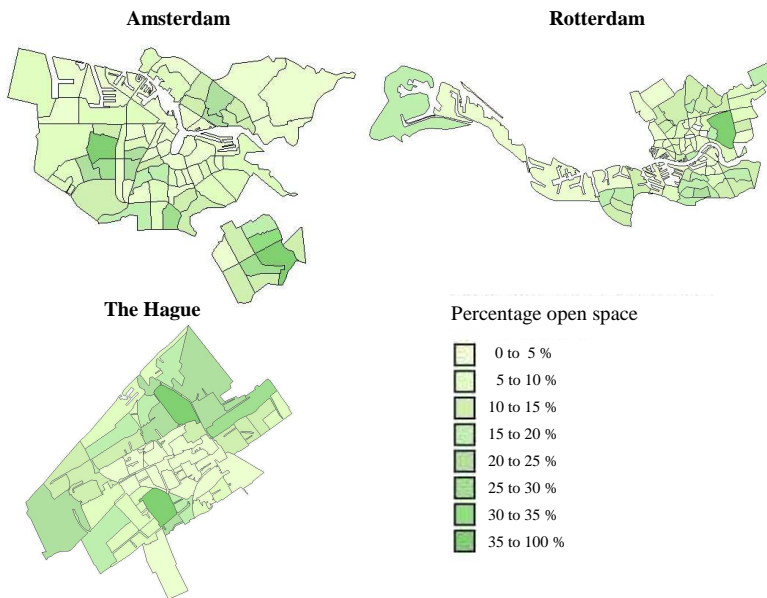 Amsterdam
Rotterdam
The Hague
Percentage open space
0 to 5 %
5 to 10 %
10 to 15 %
15 to 20 %
20 to 25 %
25 to 30 %
30 to 35 %
35 to 100 %